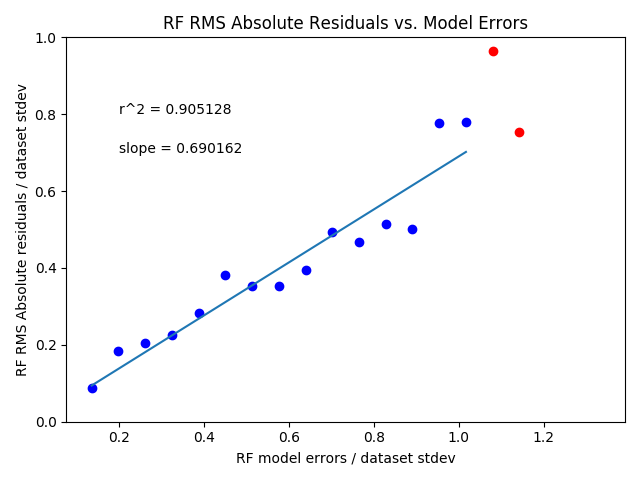 RF RMS Absolute Residuals vs. Model Errors
1.0
r^2 = 0.905128
0.8
slope = 0.690162
0.6
0.4
0.2
0.0
RF RMS Absolute residuals / dataset stdev
0.2 0.4 0.6 0.8 1.0 1.2
RF model errors / dataset stdev